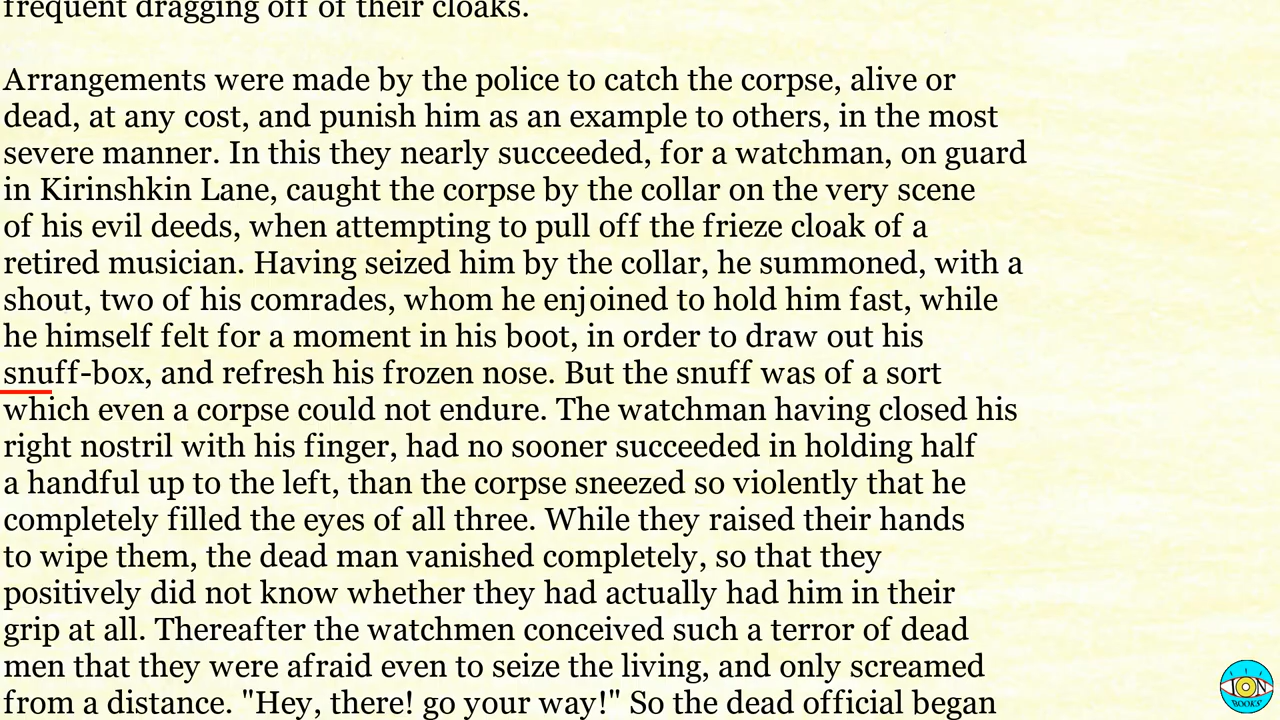 frequent dragging off of their cloaks.
Arrangements were made by the police to catch the corpse, alive or
dead, at any cost, and punish him as an example to others, in the most
severe manner. In this they nearly succeeded, for a watchman, on guard
in Kirinshkin Lane, caught the corpse by the collar on the very scene
of his evil deeds, when attempting to pull off the frieze cloak of a
retired musician. Having seized him by the collar, he summoned, with a
shout, two of his comrades, whom he enjoined to hold him fast, while
he himself felt for a moment in his boot, in order to draw out his
snuff-box, and refresh his frozen nose. But the snuff was of a sort
which even a corpse could not endure. The watchman having closed his
right nostril with his finger, had no sooner succeeded in holding half
a handful up to the left, than the corpse sneezed so violently that he
completely filled the eyes of all three. While they raised their hands
to wipe them, the dead man vanished completely, so that they
positively did not know whether they had actually had him in their
grip at all. Thereafter the watchmen conceived such a terror of dead
men that they were afraid even to seize the living, and only screamed
from a distance. "Hey, there! go your way!" So the dead official began
ION
BOOKS